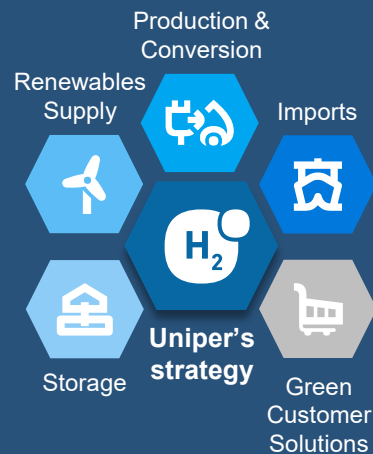 Production &
Conversion
Renewables
Supply
Imports
H2
Uniper's
strategy
Storage
Green
Customer
Solutions